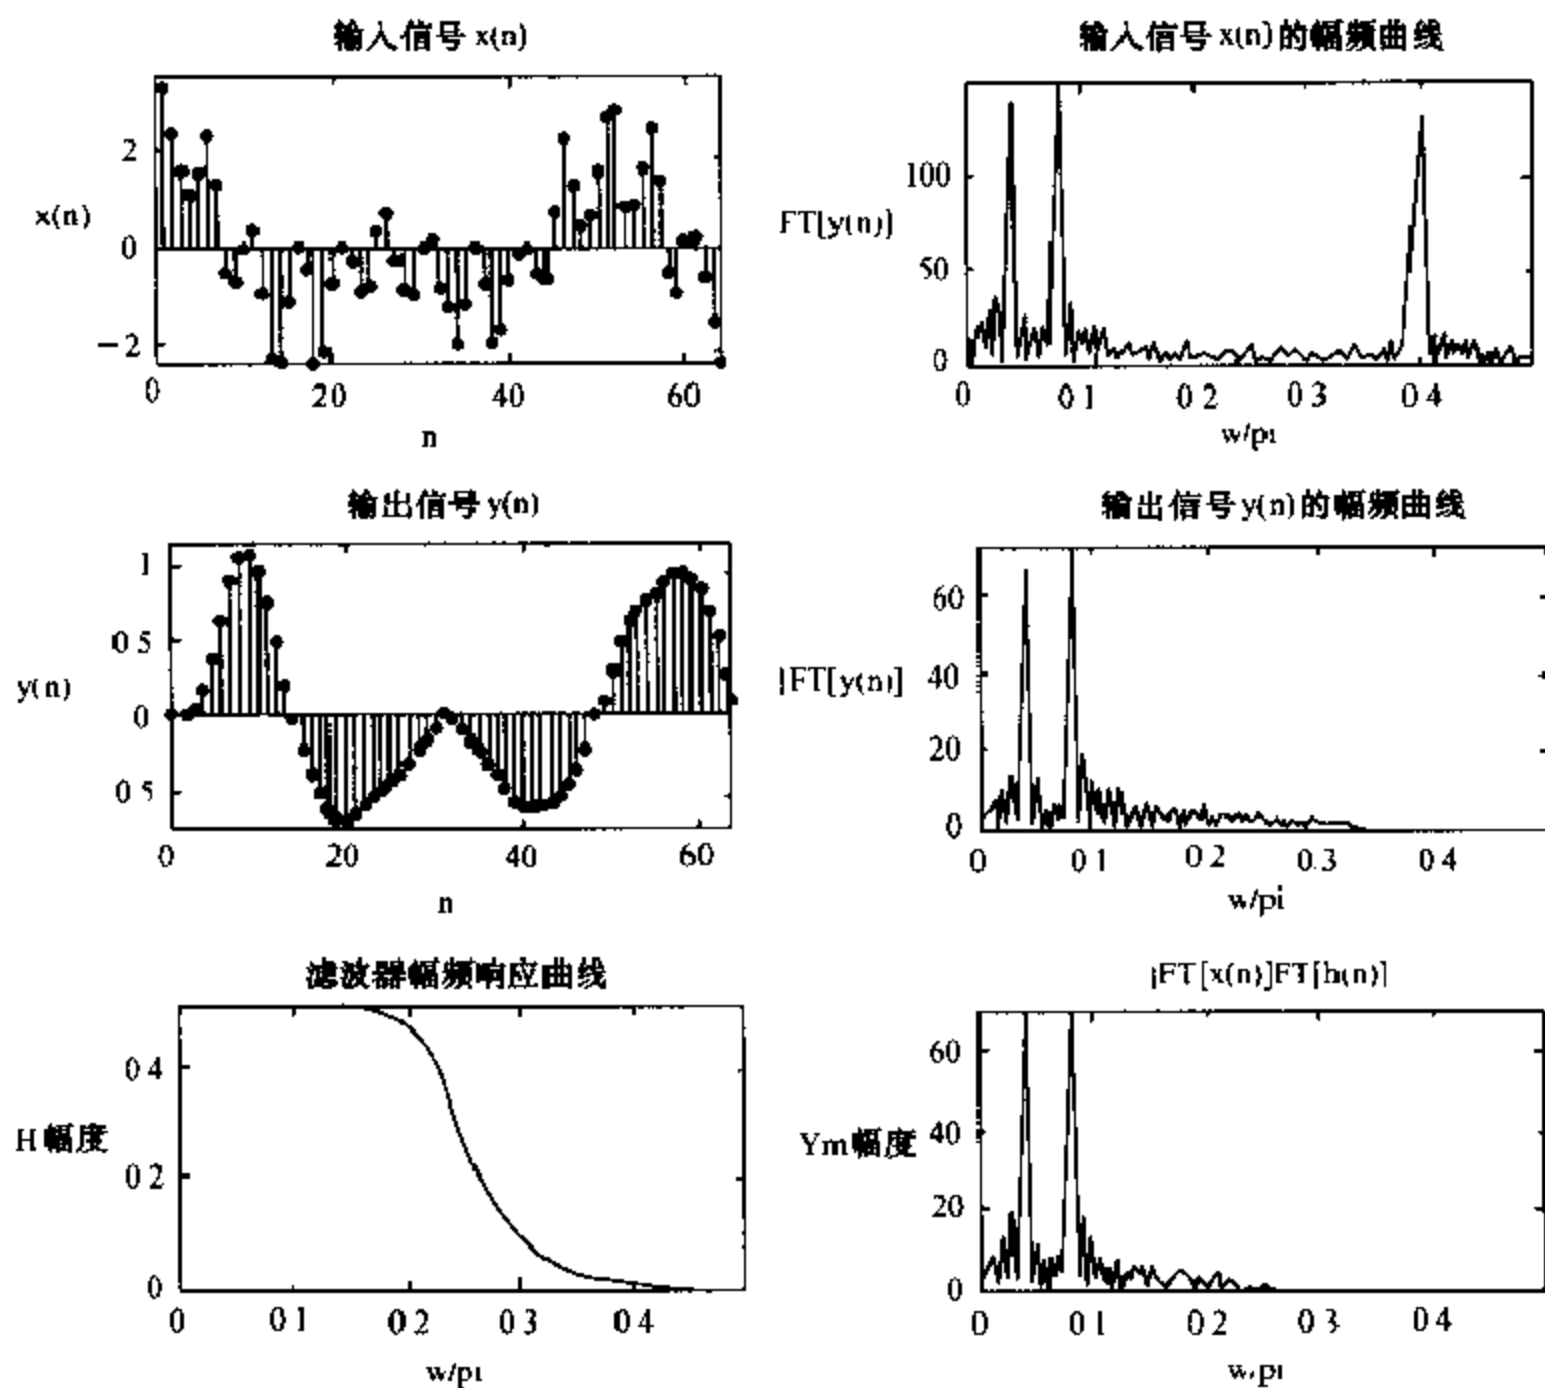 输入信号 x(n)
2
0
−2
x(n)
0 20 40 60
n
输入信号 x(n) 的幅频曲线
100
50
0
FT[y(n)]
0 0 1 0 2 0 3 0 4
w/pi
输出信号 y(n)
1
0 5
0
0 5
y(n)
0 20 40 60
n
输出信号 y(n) 的幅频曲线
60
40
20
0
|FT[y(n)]
0 0 1 0 2 0.3 0 4
w/pi
滤波器幅频响应曲线
0 4
0 2
0
H 幅度
0 0 1 0 2 0 3 0 4
w/pi
|FT[x(n)]FT[h(n)]
60
40
20
0
Ym 幅度
0 0 1 0 2 0 3 0 4
w/pi